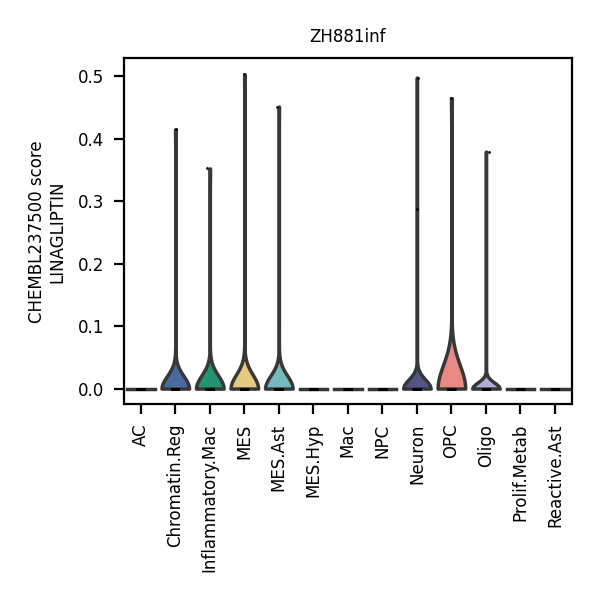 ZH881inf
CHEMBL237500 score
LINAGLIPTIN
0.5
0.4
0.3
0.2
0.1
0.0
AC
Chromatin.Reg
Inflammatory.Mac
MES
MES.Ast
MES.Hyp
Mac
NPC
Neuron
OPC
Oligo
Prolif.Metab
Reactive.Ast